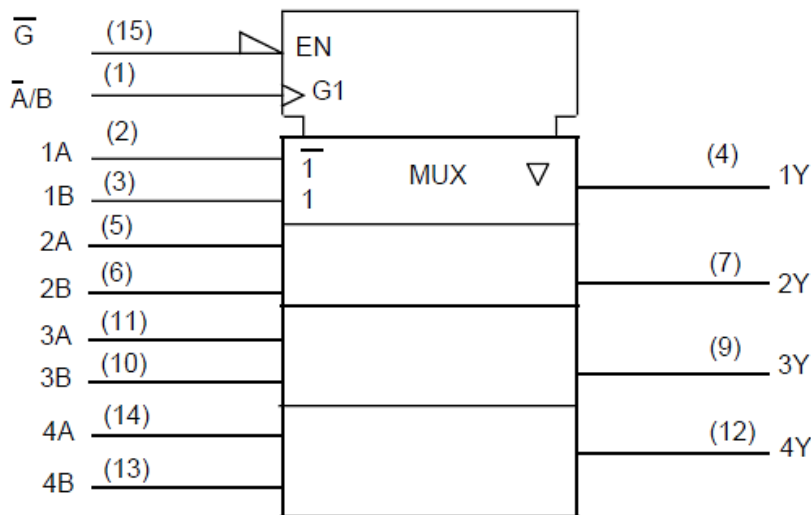 G̅ (15) EN
A̅/B (1) G1
1A (2) 1̅ MUX ▽ (4) 1Y
1B (3) 1
2A (5)
2B (6) (7) 2Y
3A (11)
3B (10) (9) 3Y
4A (14)
4B (13) (12) 4Y